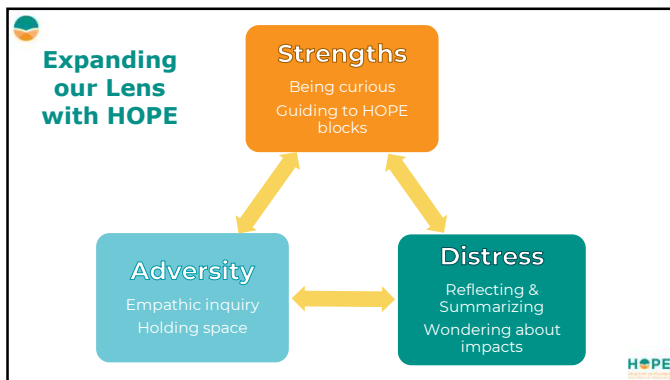 Expanding
our Lens
with HOPE
Strengths
Being curious
Guiding to HOPE
blocks
Adversity
Empathic inquiry
Holding space
Distress
Reflecting &
Summarizing
Wondering about
impacts
HOPE